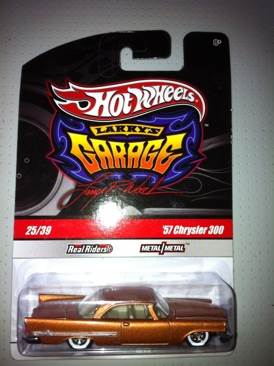 Hot Wheels
LARRY'S
GARAGE
25/39 '57 Chrysler 300
Real Riders METAL/METAL